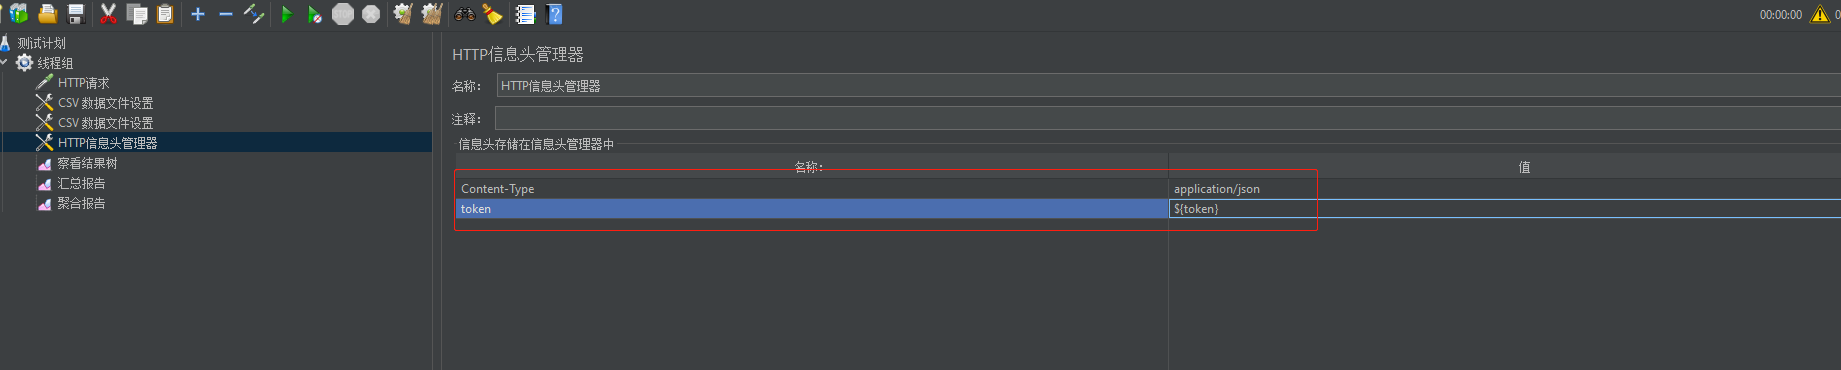 00:00:00
测试计划
线程组
HTTP请求
CSV 数据文件设置
CSV 数据文件设置
HTTP信息头管理器
察看结果树
汇总报告
聚合报告
HTTP信息头管理器
名称： HTTP信息头管理器
注释：
信息头存储在信息头管理器中
名称： 值
Content-Type application/json
token ${token}